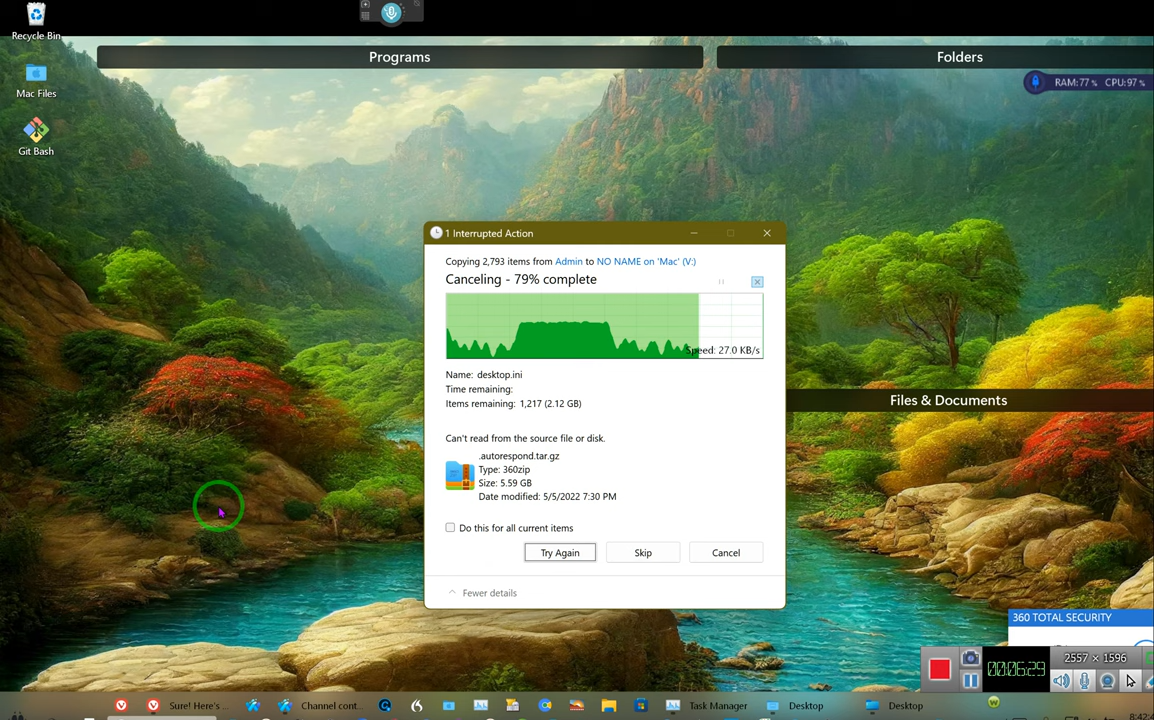 Recycle Bin
Mac Files
Git Bash
Programs
Folders
RAM:77 % CPU:97 %
1 Interrupted Action
Copying 2,793 items from Admin to NO NAME on 'Mac' (V:)
Canceling - 79% complete
Speed: 27.0 KB/s
Name: desktop.ini
Time remaining:
Items remaining: 1,217 (2.12 GB)
Can't read from the source file or disk.
.autorespond.tar.gz
Type: 360zip
Size: 5.59 GB
Date modified: 5/5/2022 7:30 PM
Do this for all current items
Try Again
Skip
Cancel
Fewer details
Files & Documents
360 TOTAL SECURITY
00:06:29
2557 × 1596
Sure! Here's ...
Channel cont...
Task Manager
Desktop
Desktop